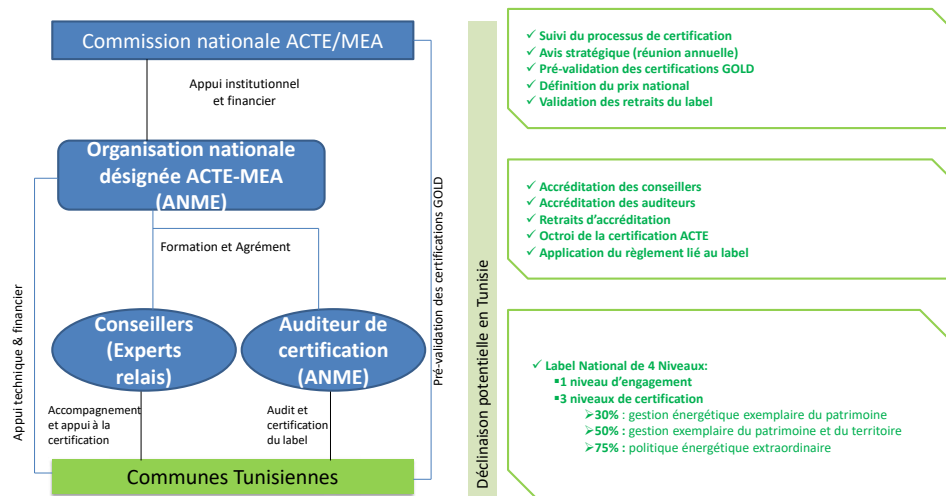 Commission nationale ACTE/MEA
Appui institutionnel
et financier
Organisation nationale
désignée ACTE-MEA
(ANME)
Formation et Agrément
Conseillers
(Experts
relais)
Auditeur de
certification
(ANME)
Accompagnement
et appui à la
certification
Audit et
certification
du label
Communes Tunisiennes
Appui technique & financier
Pré-validation des certifications GOLD
Déclinaison potentielle en Tunisie
✓ Suivi du processus de certification
✓ Avis stratégique (réunion annuelle)
✓ Pré-validation des certifications GOLD
✓ Définition du prix national
✓ Validation des retraits du label
✓ Accréditation des conseillers
✓ Accréditation des auditeurs
✓ Retraits d'accréditation
✓ Octroi de la certification ACTE
✓ Application du règlement lié au label
✓ Label National de 4 Niveaux:
▪1 niveau d'engagement
▪3 niveaux de certification
➢30% : gestion énergétique exemplaire du patrimoine
➢50% : gestion exemplaire du patrimoine et du territoire
➢75% : politique énergétique extraordinaire